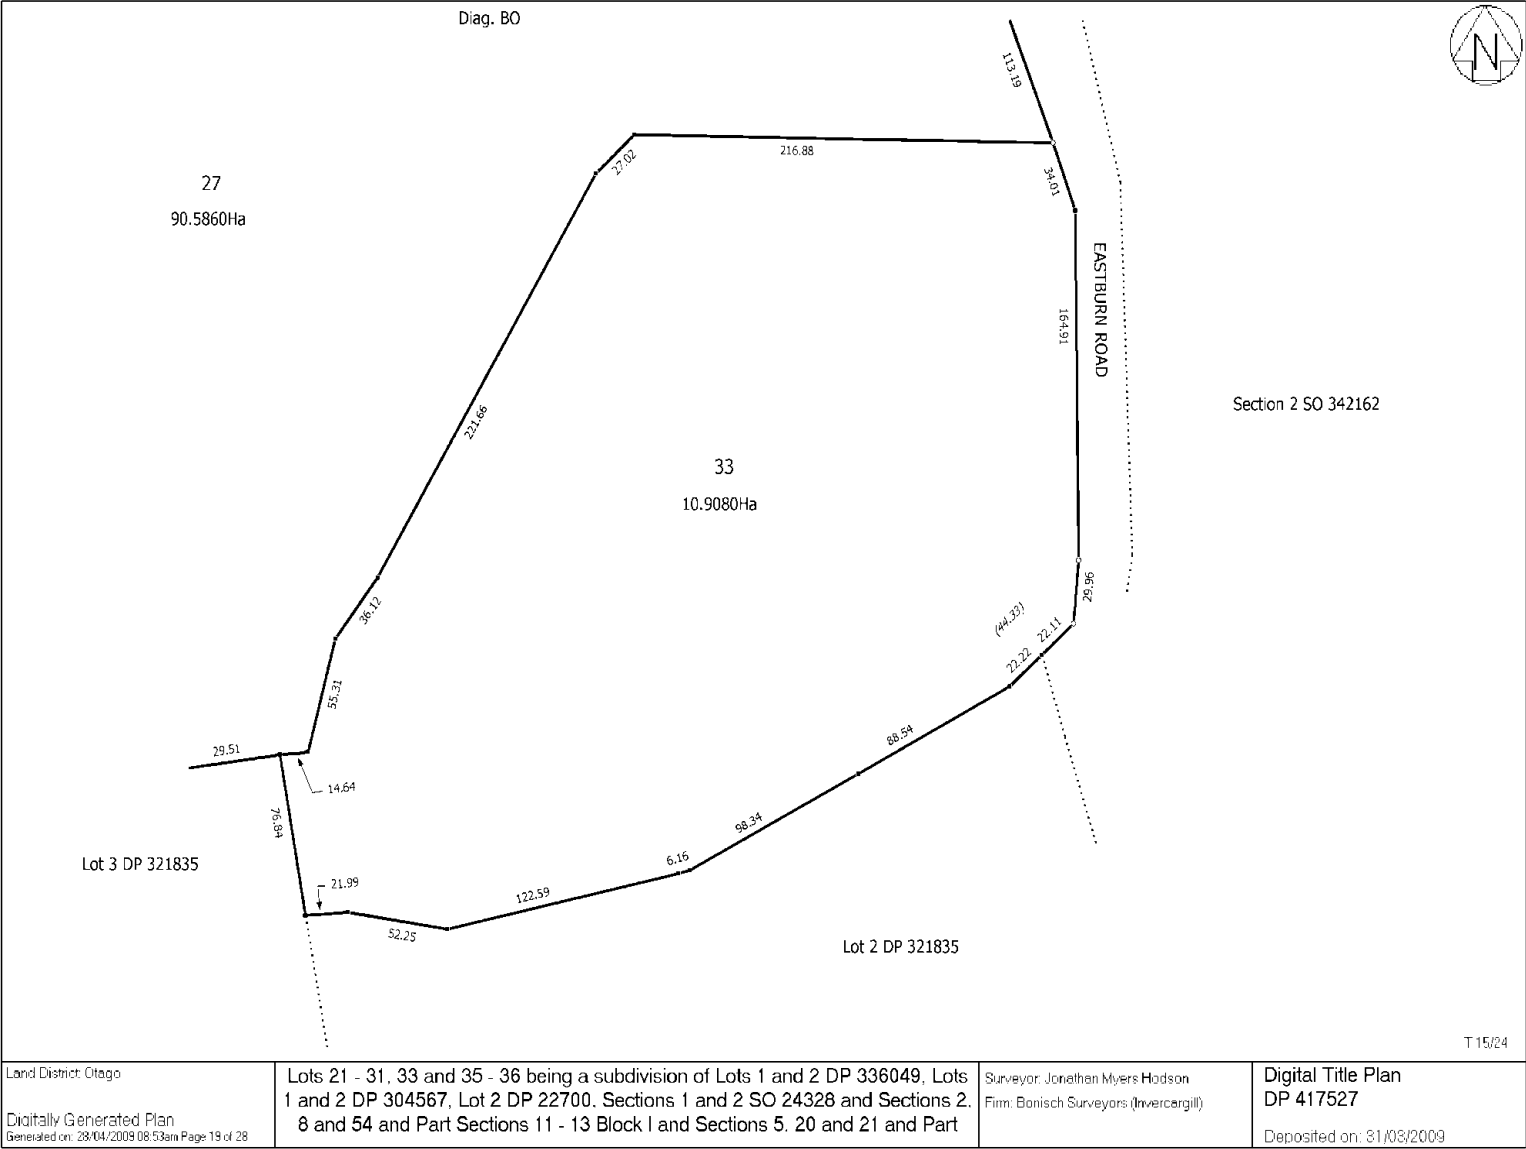 Diag. BO
N
113.19
27.02
216.88
34.01
27
90.5860Ha
EASTBURN ROAD
164.91
221.66
Section 2 SO 342162
33
10.9080Ha
36.12
29.96
(44.33)
22.11
22.22
55.31
88.54
29.51
14.64
76.84
98.34
Lot 3 DP 321835
6.16
21.99
122.59
52.25
Lot 2 DP 321835
T 15/24
Land District: Otago
Digitally Generated Plan
Generated on: 28/04/2009 08:53am Page 19 of 28
Lots 21 - 31, 33 and 35 - 36 being a subdivision of Lots 1 and 2 DP 336049, Lots
1 and 2 DP 304567, Lot 2 DP 22700, Sections 1 and 2 SO 24328 and Sections 2,
8 and 54 and Part Sections 11 - 13 Block I and Sections 5, 20 and 21 and Part
Surveyor: Jonathan Myers Hodson
Firm: Bonisch Surveyors (Invercargill)
Digital Title Plan
DP 417527
Deposited on: 31/03/2009